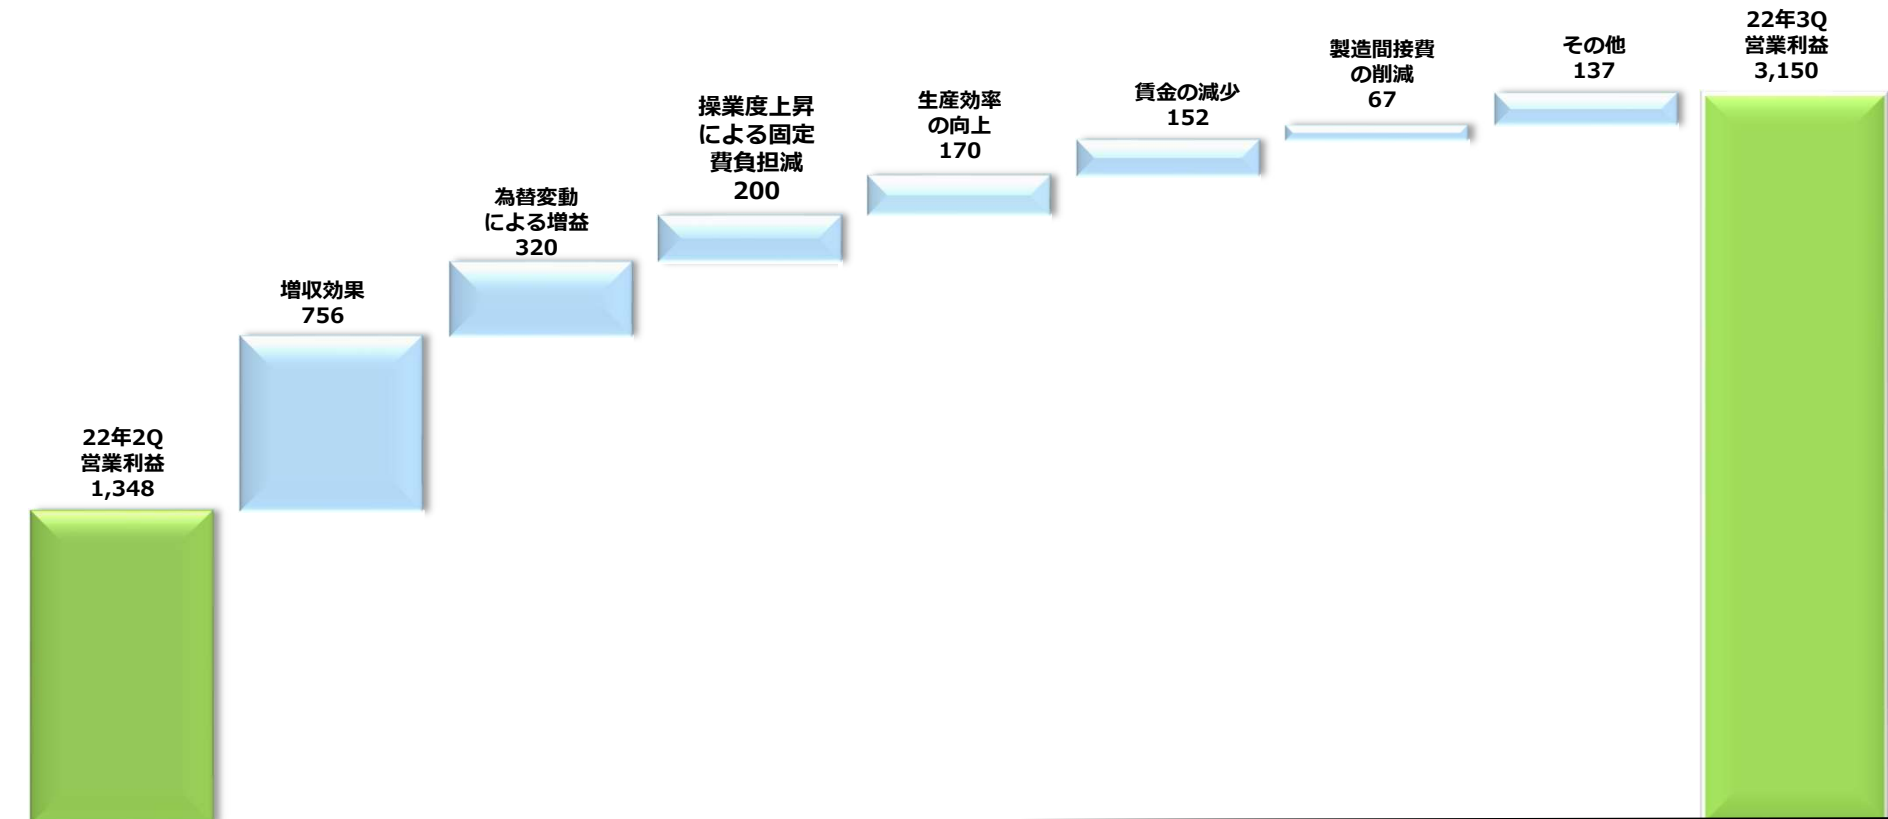 22年2Q
営業利益
1,348
増収効果
756
為替変動
による増益
320
操業度上昇
による固定
費負担減
200
生産効率
の向上
170
賃金の減少
152
製造間接費
の削減
67
その他
137
22年3Q
営業利益
3,150